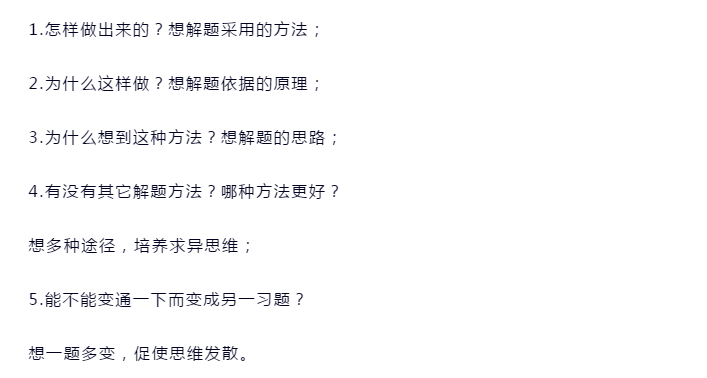 1.怎样做出来的？想解题采用的方法；
2.为什么这样做？想解题依据的原理；
3.为什么想到这种方法？想解题的思路；
4.有没有其它解题方法？哪种方法更好？
想多种途径，培养求异思维；
5.能不能变通一下而变成另一习题？
想一题多变，促使思维发散。